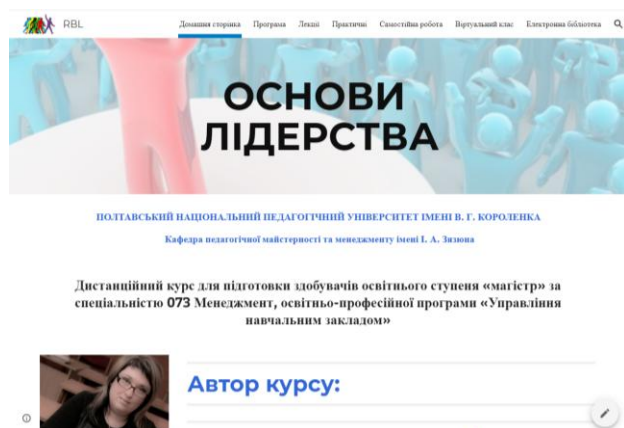 RBL
Домашня сторінка Програма Лекції Практичні Самостійна робота Віртуальний клас Електронна бібліотека
ОСНОВИ
ЛІДЕРСТВА
ПОЛТАВСЬКИЙ НАЦІОНАЛЬНИЙ ПЕДАГОГІЧНИЙ УНІВЕРСИТЕТ ІМЕНІ В. Г. КОРОЛЕНКА
Кафедра педагогічної майстерності та менеджменту імені І. А. Зязюна
Дистанційний курс для підготовки здобувачів освітнього ступеня «магістр» за
спеціальністю 073 Менеджмент, освітньо-професійної програми «Управління
навчальним закладом»
Автор курсу: